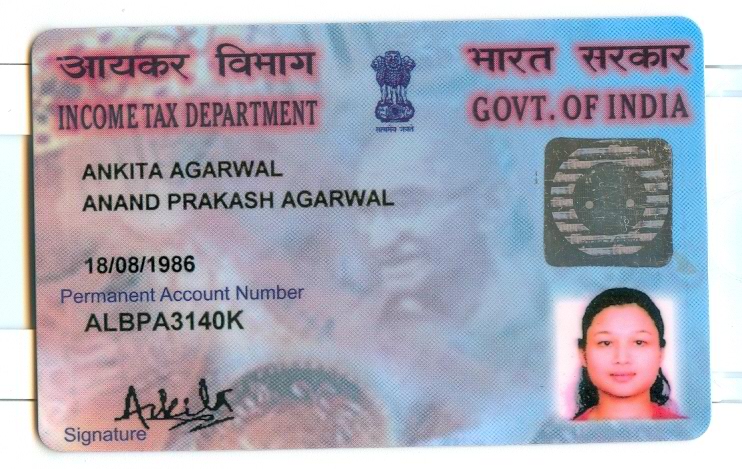 आयकर विभाग
भारत सरकार
INCOME TAX DEPARTMENT
GOVT. OF INDIA
सत्यमेव जयते
ANKITA AGARWAL
ANAND PRAKASH AGARWAL
18/08/1986
Permanent Account Number
ALBPA3140K
Ankita
Signature